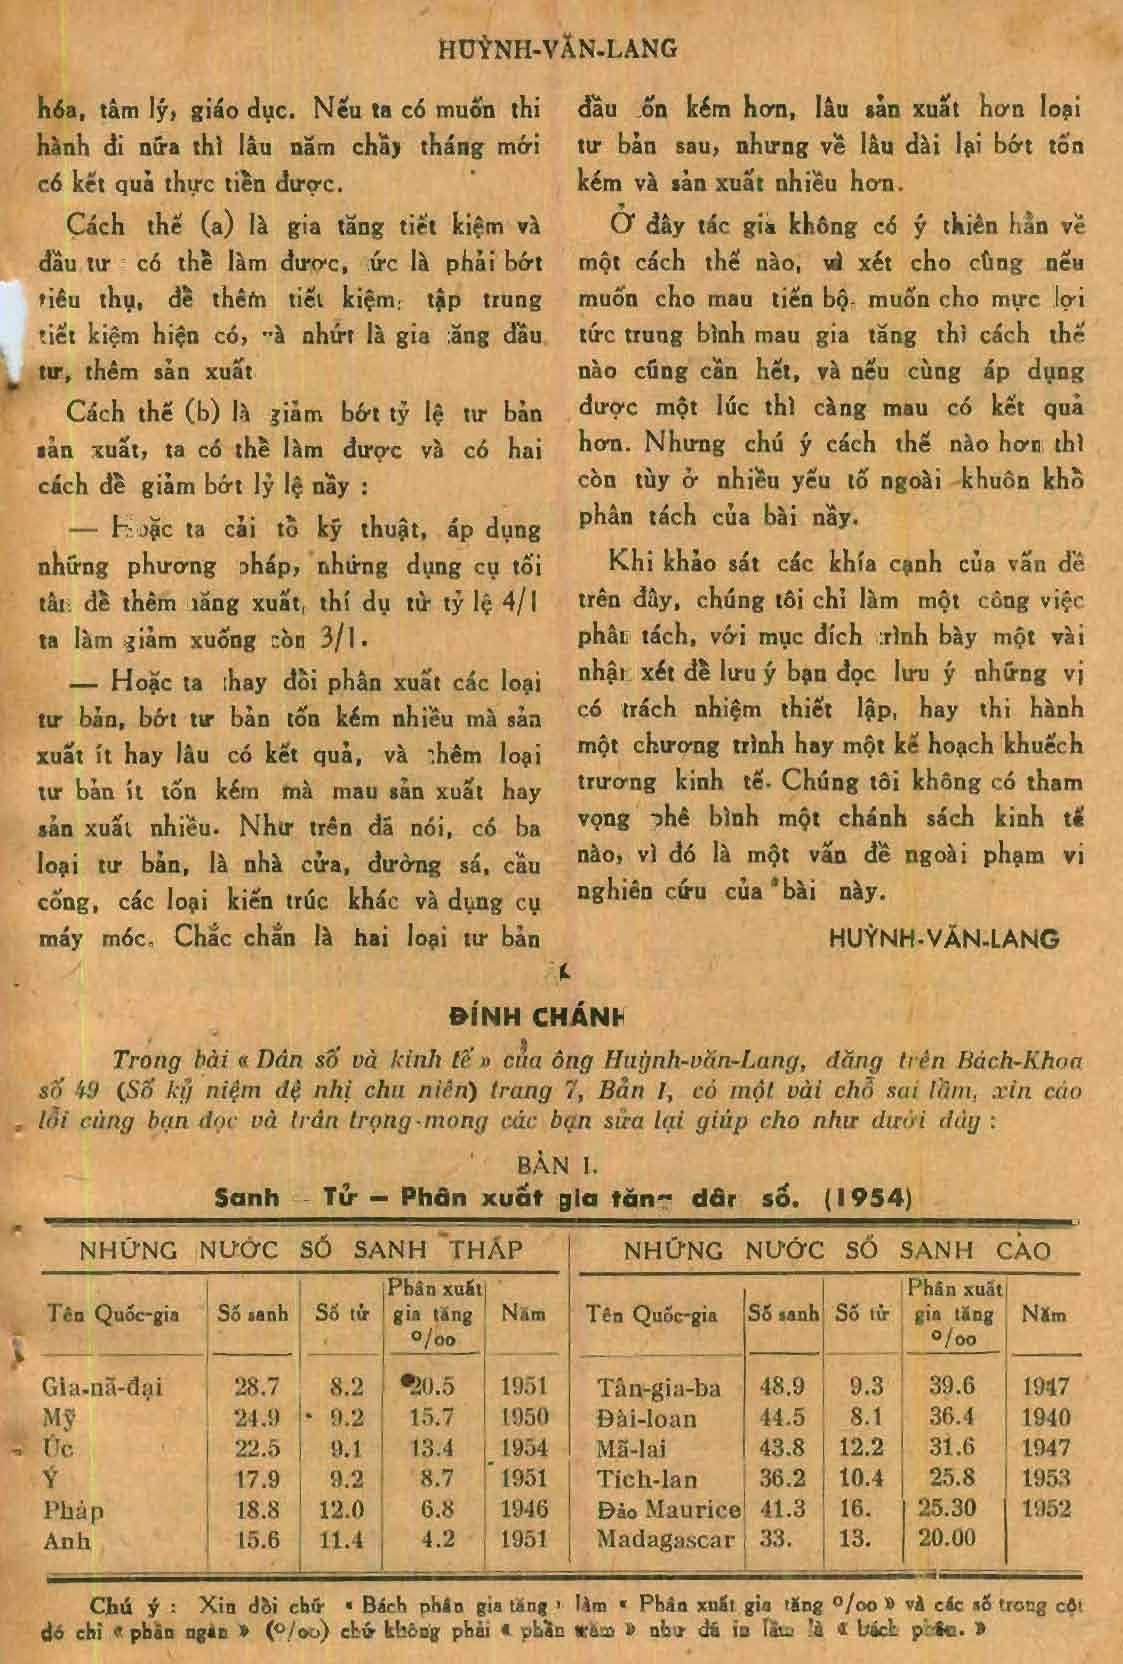 HUỲNH-VĂN-LANG
hóa, tâm lý, giáo dục. Nếu ta có muốn thi
hành đi nữa thì lâu năm chầy tháng mới
có kết quả thực tiễn được.
Cách thế (a) là gia tăng tiết kiệm và
đầu tư có thể làm được, ức là phải bớt
tiêu thụ, để thêm tiết kiệm, tập trung
tiết kiệm hiện có, và nhứt là gia tăng đầu
tư, thêm sản xuất
Cách thế (b) là giảm bớt tỷ lệ tư bản
sản xuất, ta có thể làm được và có hai
cách để giảm bớt lỷ lệ nầy :
— Hoặc ta cải tổ kỹ thuật, áp dụng
những phương pháp, những dụng cụ tối
tân để thêm năng xuất, thí dụ từ tỷ lệ 4/1
ta làm giảm xuống còn 3/1.
— Hoặc ta thay đổi phân xuất các loại
tư bản, bớt tư bản tốn kém nhiều mà sản
xuất ít hay lâu có kết quả, và thêm loại
tư bản ít tốn kém mà mau sản xuất hay
sản xuất nhiều. Như trên đã nói, có ba
loại tư bản, là nhà cửa, đường sá, cầu
cống, các loại kiến trúc khác và dụng cụ
máy móc. Chắc chắn là hai loại tư bản
đầu ốn kém hơn, lâu sản xuất hơn loại
tư bản sau, nhưng về lâu dài lại bớt tốn
kém và sản xuất nhiều hơn.
Ở đây tác giả không có ý thiên hẳn về
một cách thế nào, vì xét cho cùng nếu
muốn cho mau tiến bộ, muốn cho mực lợi
tức trung bình mau gia tăng thì cách thế
nào cũng cần hết, và nếu cùng áp dụng
được một lúc thì càng mau có kết quả
hơn. Nhưng chú ý cách thế nào hơn thì
còn tùy ở nhiều yếu tố ngoài khuôn khổ
phân tách của bài nầy.
Khi khảo sát các khía cạnh của vấn đề
trên đây, chúng tôi chỉ làm một công việc
phân tách, với mục đích trình bày một vài
nhận xét để lưu ý bạn đọc lưu ý những vị
có trách nhiệm thiết lập, hay thi hành
một chương trình hay một kế hoạch khuếch
trương kinh tế. Chúng tôi không có tham
vọng phê bình một chánh sách kinh tế
nào, vì đó là một vấn đề ngoài phạm vi
nghiên cứu của bài này.
HUỲNH-VĂN-LANG
ĐÍNH CHÁNH
Trong bài « Dân số và kinh tế » của ông Huỳnh-văn-Lang, đăng trên Bách-Khoa
số 49 (Số kỷ niệm đệ nhị chu niên) trang 7, Bản I, có một vài chỗ sai lầm, xin cáo
lỗi cùng bạn đọc và trân trọng mong các bạn sửa lại giúp cho như dưới đây :
BẢN I.
Sanh — Tử — Phân xuất gia tăng dân số. (1954)
NHỮNG NƯỚC SỐ SANH THẤP | NHỮNG NƯỚC SỐ SANH CAO
Tên Quốc-gia | Số sanh | Số tử | Phân xuất gia tăng º/oo | Năm | Tên Quốc-gia | Số sanh | Số tử | Phân xuất gia tăng º/oo | Năm
Gia-nã-đại | 28.7 | 8.2 | 20.5 | 1951 | Tân-gia-ba | 48.9 | 9.3 | 39.6 | 1947
Mỹ | 24.9 | 9.2 | 15.7 | 1950 | Đài-loan | 44.5 | 8.1 | 36.4 | 1940
Úc | 22.5 | 9.1 | 13.4 | 1954 | Mã-lai | 43.8 | 12.2 | 31.6 | 1947
Ý | 17.9 | 9.2 | 8.7 | 1951 | Tích-lan | 36.2 | 10.4 | 25.8 | 1953
Pháp | 18.8 | 12.0 | 6.8 | 1946 | Đảo Maurice | 41.3 | 16. | 25.30 | 1952
Anh | 15.6 | 11.4 | 4.2 | 1951 | Madagascar | 33. | 13. | 20.00
Chú ý : Xin đổi chữ « Bách phân gia tăng » làm « Phân xuất gia tăng º/oo » và các số trong cột
đó chỉ « phần ngàn » (º/oo) chứ không phải « phần trăm » như đã in lầm là « bách phân. »